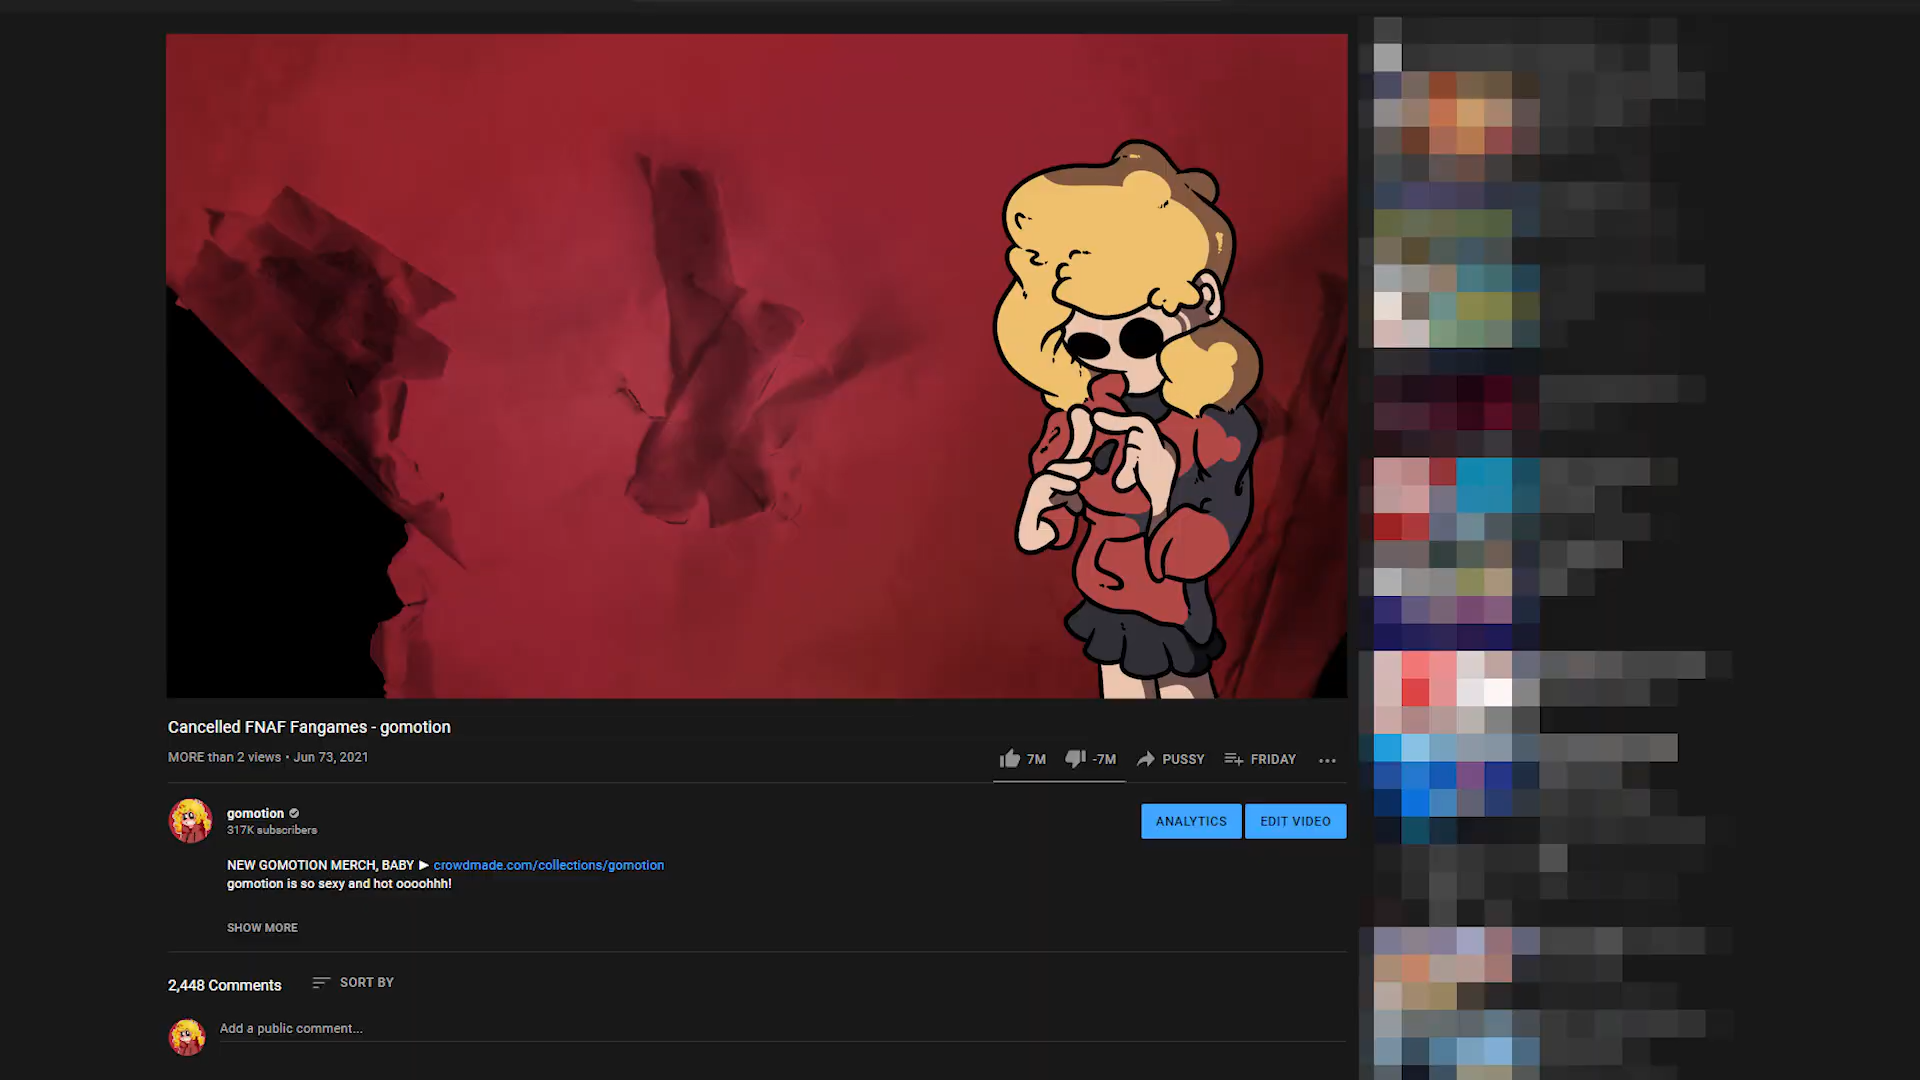 Cancelled FNAF Fangames - gomotion
MORE than 2 views • Jun 73, 2021
7M
-7M
PUSSY
FRIDAY
gomotion
317K subscribers
ANALYTICS
EDIT VIDEO
NEW GOMOTION MERCH, BABY ► crowdmade.com/collections/gomotion
gomotion is so sexy and hot oooohhh!
SHOW MORE
2,448 Comments
SORT BY
Add a public comment...